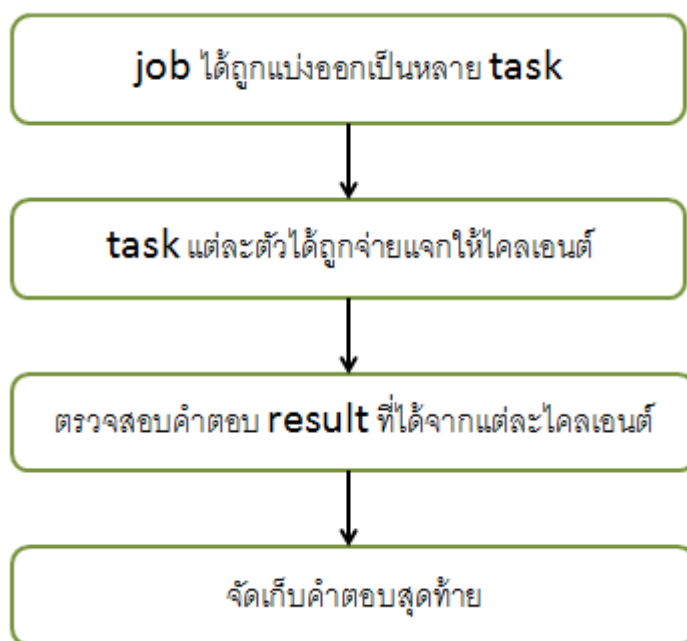 job ได้ถูกแบ่งออกเป็นหลาย task
task แต่ละตัวได้ถูกจ่ายแจกให้ไคลเอนต์
ตรวจสอบคำตอบ result ที่ได้จากแต่ละไคลเอนต์
จัดเก็บคำตอบสุดท้าย